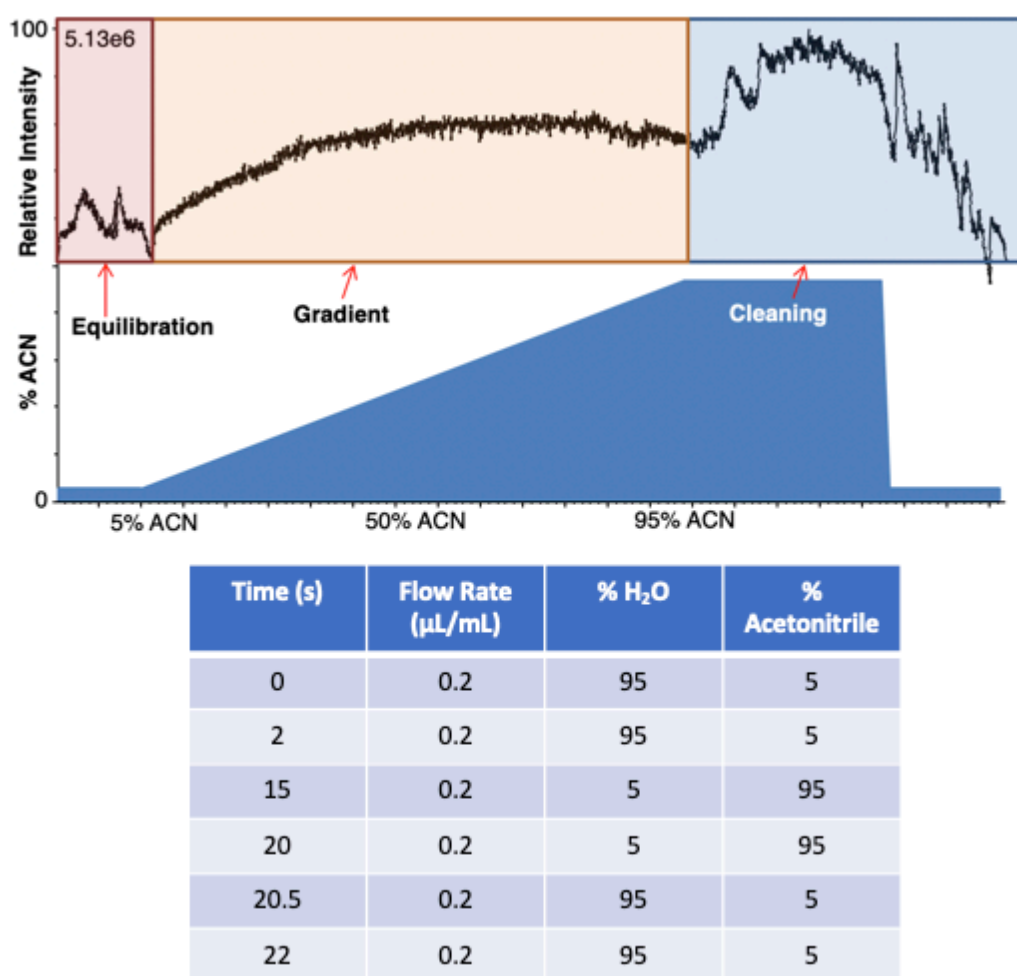 100
5.13e6
Relative Intensity
Equilibration
Gradient
Cleaning
% ACN
0
5% ACN
50% ACN
95% ACN
Time (s) Flow Rate (µL/mL) % H₂O % Acetonitrile
0 0.2 95 5
2 0.2 95 5
15 0.2 5 95
20 0.2 5 95
20.5 0.2 95 5
22 0.2 95 5